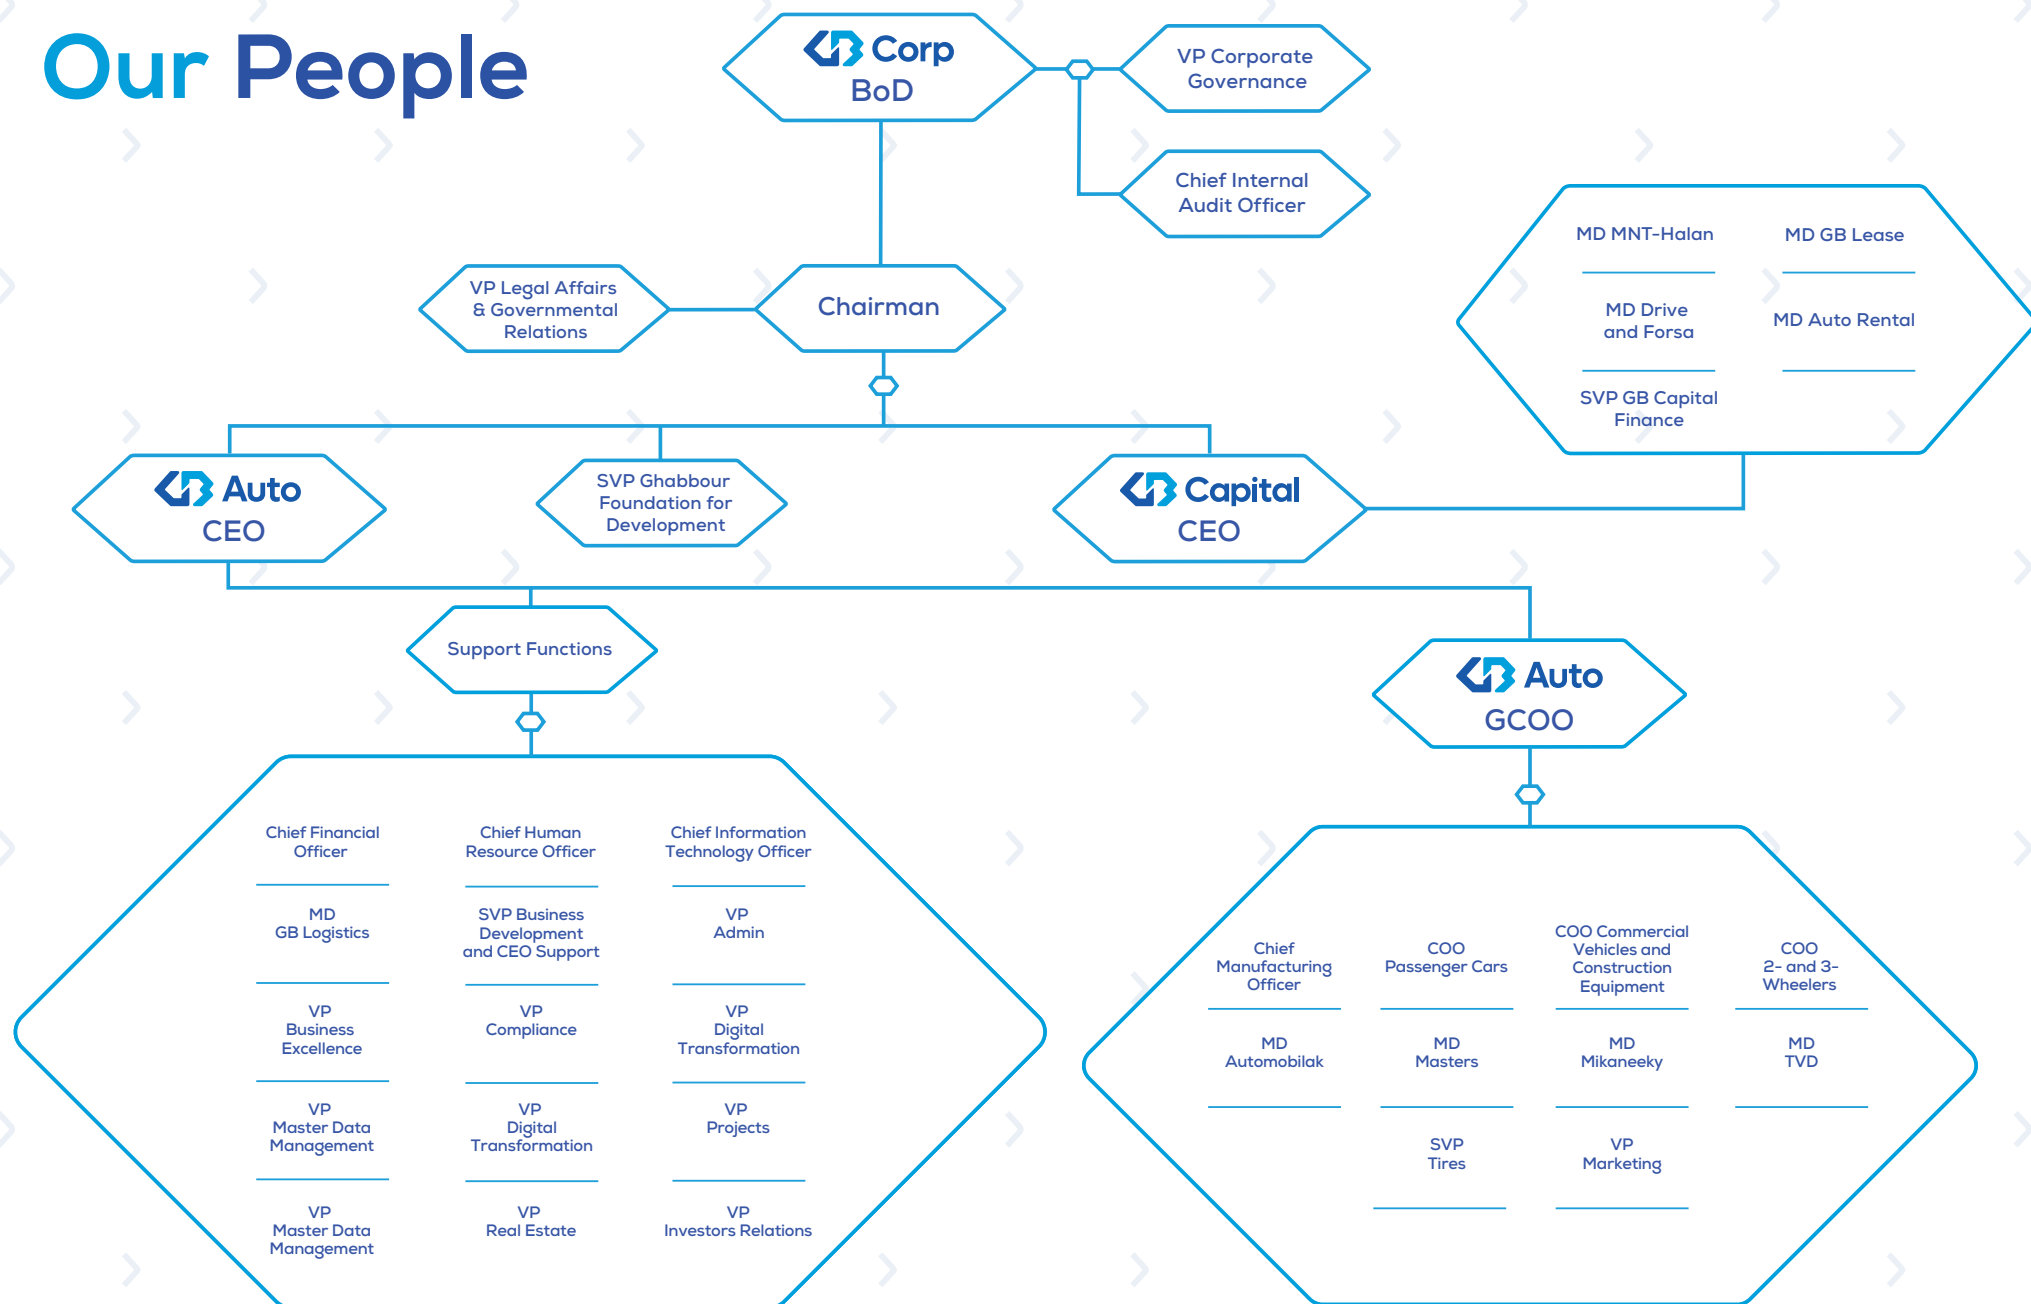 Our People
GB Corp
BoD
VP Corporate
Governance
Chief Internal
Audit Officer
VP Legal Affairs
& Governmental
Relations
Chairman
MD MNT-Halan
MD GB Lease
MD Drive
and Forsa
MD Auto Rental
SVP GB Capital
Finance
GB Auto
CEO
SVP Ghabbour
Foundation for
Development
GB Capital
CEO
Support Functions
GB Auto
GCOO
Chief Financial
Officer
Chief Human
Resource Officer
Chief Information
Technology Officer
MD
GB Logistics
SVP Business
Development
and CEO Support
VP
Admin
VP
Business
Excellence
VP
Compliance
VP
Digital
Transformation
VP
Master Data
Management
VP
Digital
Transformation
VP
Projects
VP
Master Data
Management
VP
Real Estate
VP
Investors Relations
Chief
Manufacturing
Officer
COO
Passenger Cars
COO Commercial
Vehicles and
Construction
Equipment
COO
2- and 3-
Wheelers
MD
Automobilak
MD
Masters
MD
Mikaneeky
MD
TVD
SVP
Tires
VP
Marketing